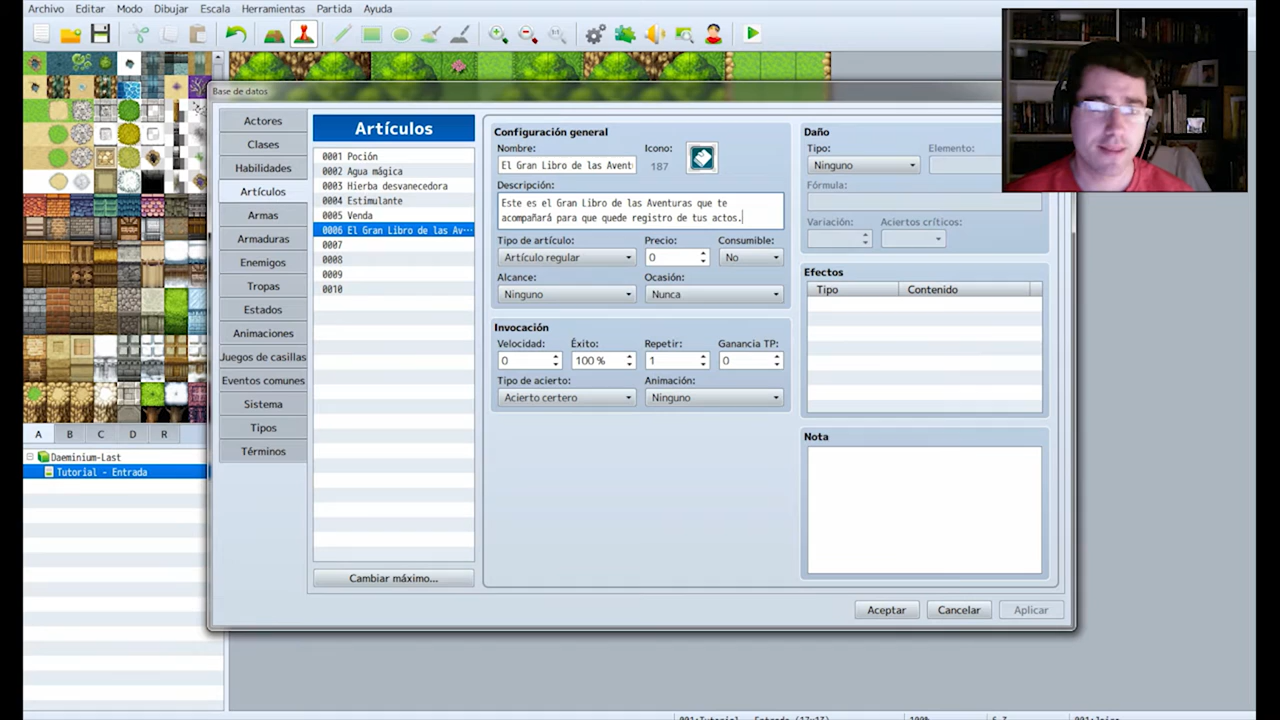 Archivo Editar Modo Dibujar Escala Herramientas Partida Ayuda
Base de datos
Actores
Clases
Habilidades
Artículos
Armas
Armaduras
Enemigos
Tropas
Estados
Animaciones
Juegos de casillas
Eventos comunes
Sistema
Tipos
Términos
Artículos
0001 Poción
0002 Agua mágica
0003 Hierba desvanecedora
0004 Estimulante
0005 Venda
0006 El Gran Libro de las Av...
0007
0008
0009
0010
Cambiar máximo...
Configuración general
Nombre: Icono:
El Gran Libro de las Avent 187
Descripción:
Este es el Gran Libro de las Aventuras que te
acompañará para que quede registro de tus actos.
Tipo de artículo: Precio: Consumible:
Artículo regular 0 No
Alcance: Ocasión:
Ninguno Nunca
Invocación
Velocidad: Éxito: Repetir: Ganancia TP:
0 100 % 1 0
Tipo de acierto: Animación:
Acierto certero Ninguno
Daño
Tipo: Elemento:
Ninguno
Fórmula:
Variación: Aciertos críticos:
Efectos
Tipo Contenido
Nota
Aceptar Cancelar Aplicar
A B C D R
Daeminium-Last
Tutorial - Entrada